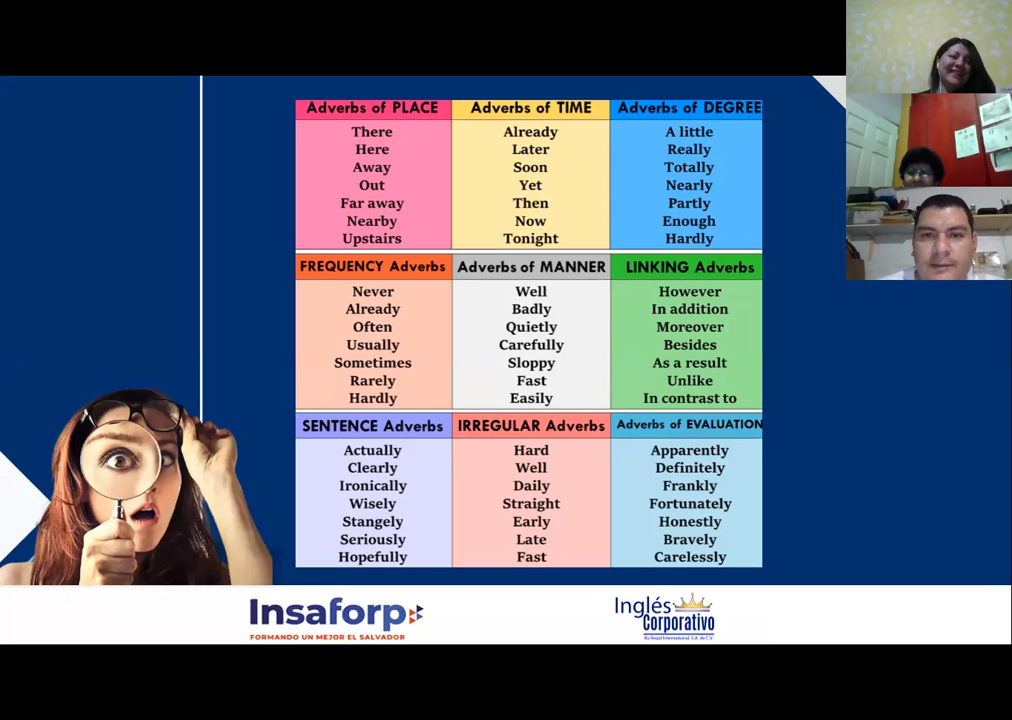 Adverbs of PLACE
There
Here
Away
Out
Far away
Nearby
Upstairs
Adverbs of TIME
Already
Later
Soon
Yet
Then
Now
Tonight
Adverbs of DEGREE
A little
Really
Totally
Nearly
Partly
Enough
Hardly
FREQUENCY Adverbs
Never
Already
Often
Usually
Sometimes
Rarely
Hardly
Adverbs of MANNER
Well
Badly
Quietly
Carefully
Sloppy
Fast
Easily
LINKING Adverbs
However
In addition
Moreover
Besides
As a result
Unlike
In contrast to
SENTENCE Adverbs
Actually
Clearly
Ironically
Wisely
Stangely
Seriously
Hopefully
IRREGULAR Adverbs
Hard
Well
Daily
Straight
Early
Late
Fast
Adverbs of EVALUATION
Apparently
Definitely
Frankly
Fortunately
Honestly
Bravely
Carelessly
Insaforp
FORMANDO UN MEJOR EL SALVADOR
Inglés
Corporativo
International, S.A. de C.V.